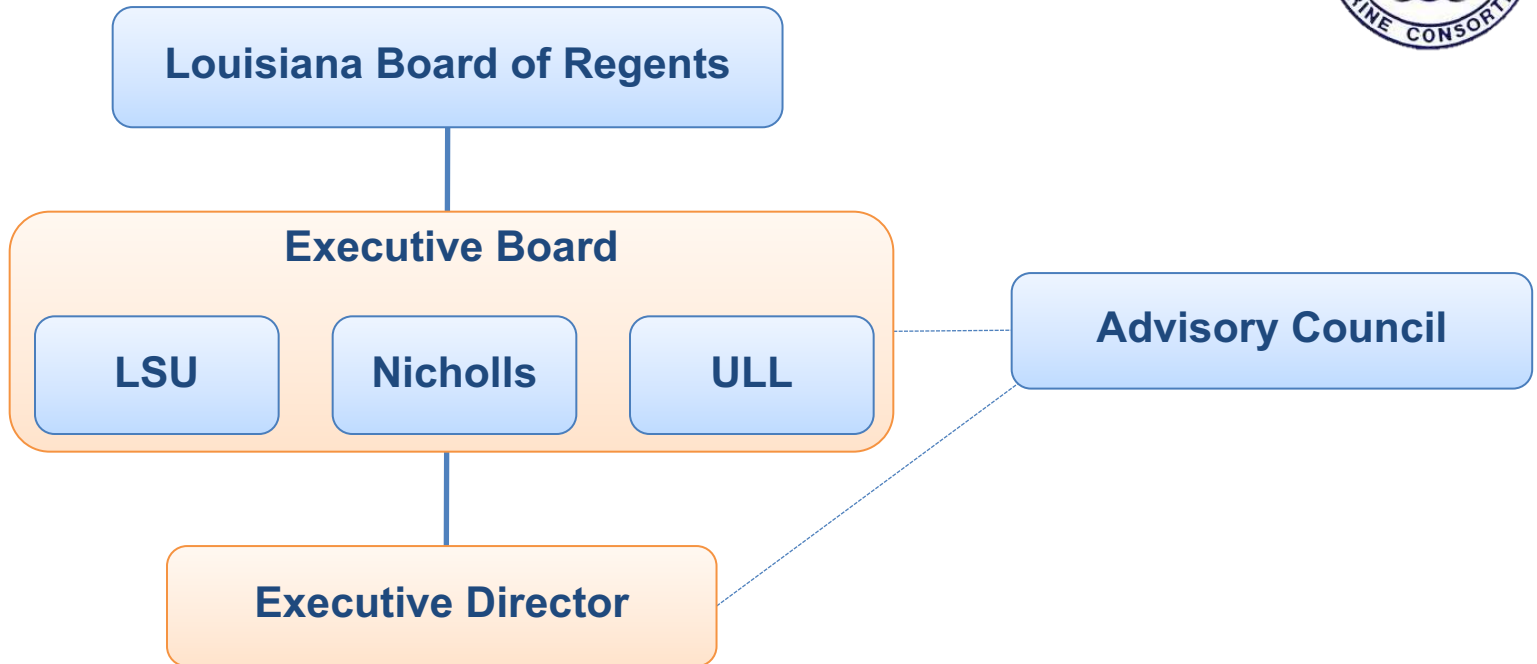 Louisiana Board of Regents
Executive Board
LSU
Nicholls
ULL
Advisory Council
Executive Director